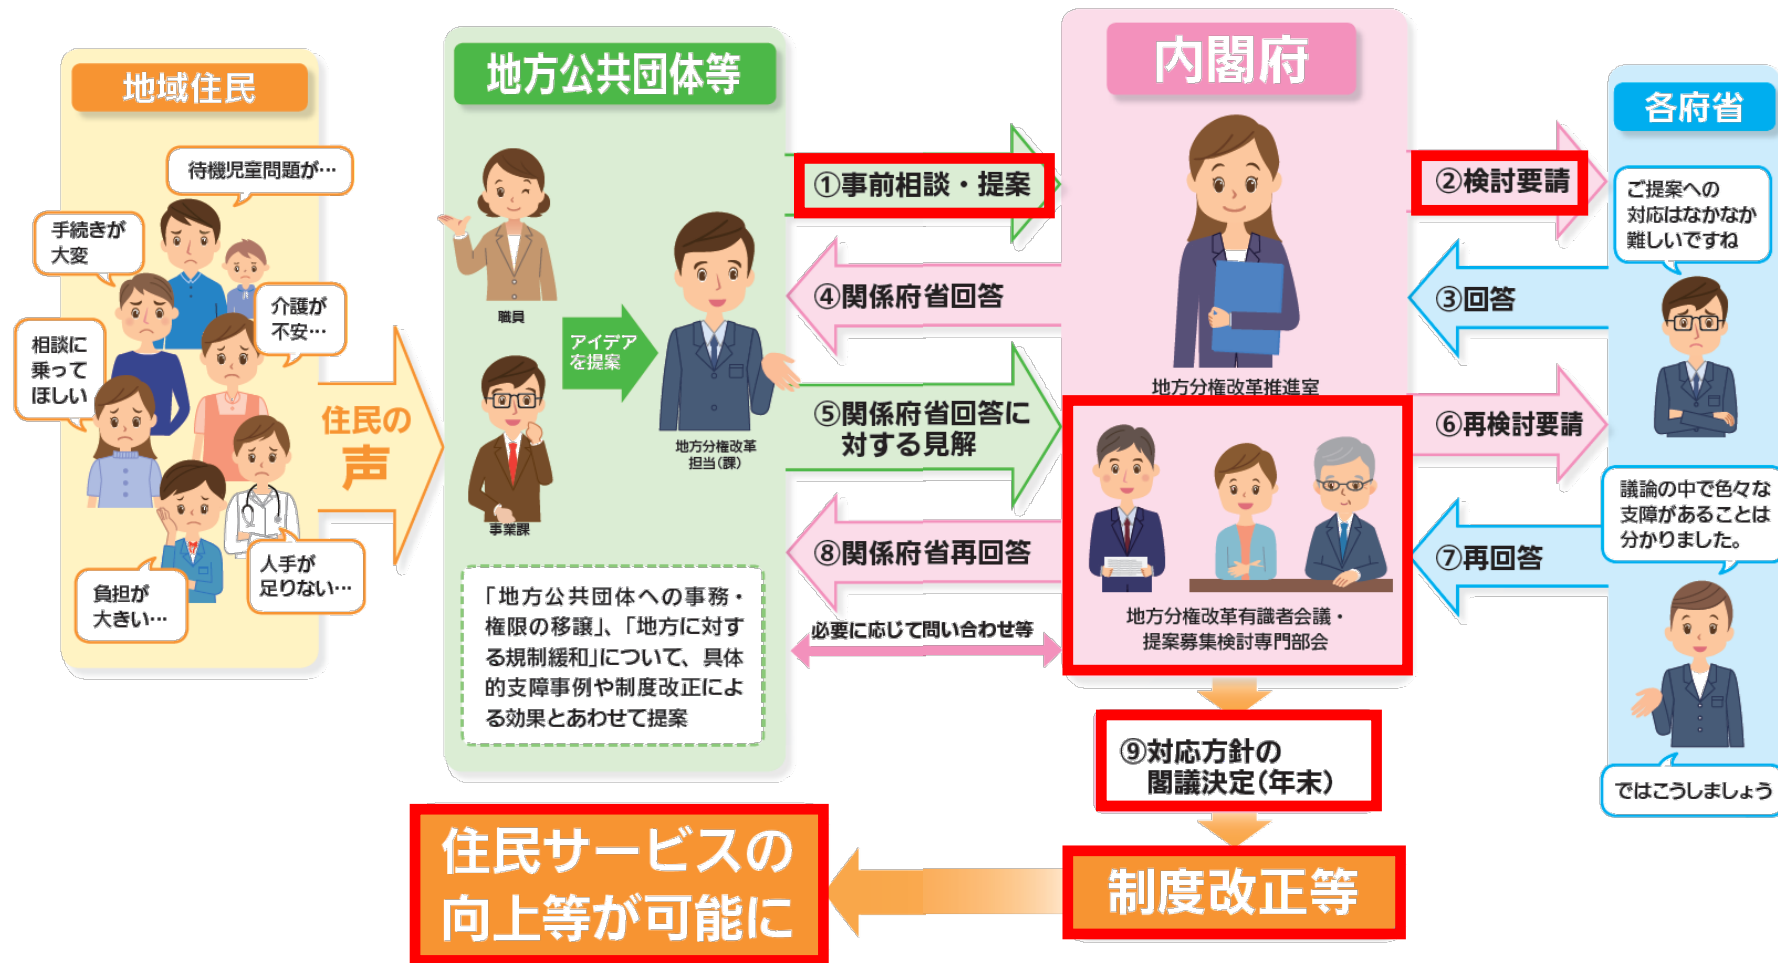 地域住民
待機児童問題が…
手続きが
大変
介護が
不安…
相談に
乗って
ほしい
人手が
足りない…
負担が
大きい…
住民の
声
地方公共団体等
職員
アイデア
を提案
事業課
地方分権改革
担当(課)
「地方公共団体への事務・
権限の移譲」、「地方に対す
る規制緩和」について、具体
的支障事例や制度改正によ
る効果とあわせて提案
①事前相談・提案
④関係府省回答
⑤関係府省回答に
対する見解
⑧関係府省再回答
必要に応じて問い合わせ等
内閣府
地方分権改革推進室
地方分権改革有識者会議・
提案募集検討専門部会
②検討要請
③回答
⑥再検討要請
⑦再回答
各府省
ご提案への
対応はなかなか
難しいですね
議論の中で色々な
支障があることは
分かりました。
ではこうしましょう
⑨対応方針の
閣議決定(年末)
制度改正等
住民サービスの
向上等が可能に